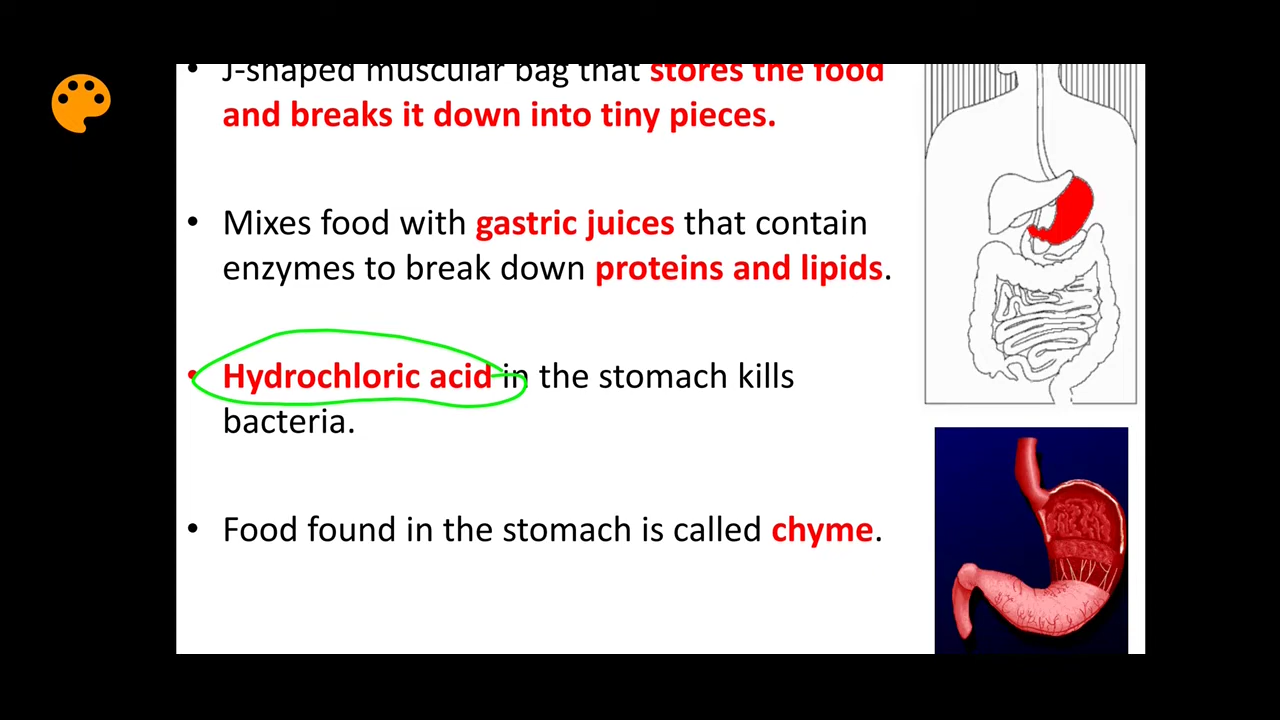 • J-shaped muscular bag that stores the food
and breaks it down into tiny pieces.
• Mixes food with gastric juices that contain
enzymes to break down proteins and lipids.
• Hydrochloric acid in the stomach kills
bacteria.
• Food found in the stomach is called chyme.